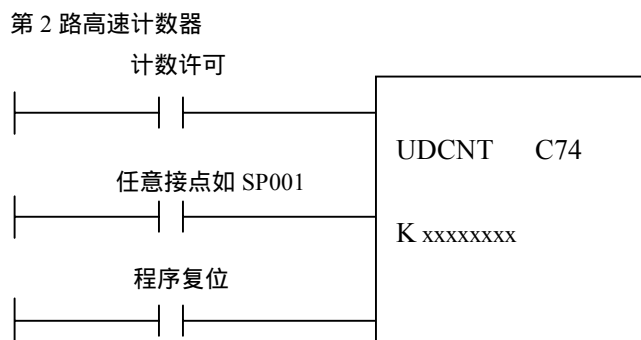 第 2 路高速计数器
计数许可
UDCNT C74
任意接点如 SP001
K xxxxxxxx
程序复位